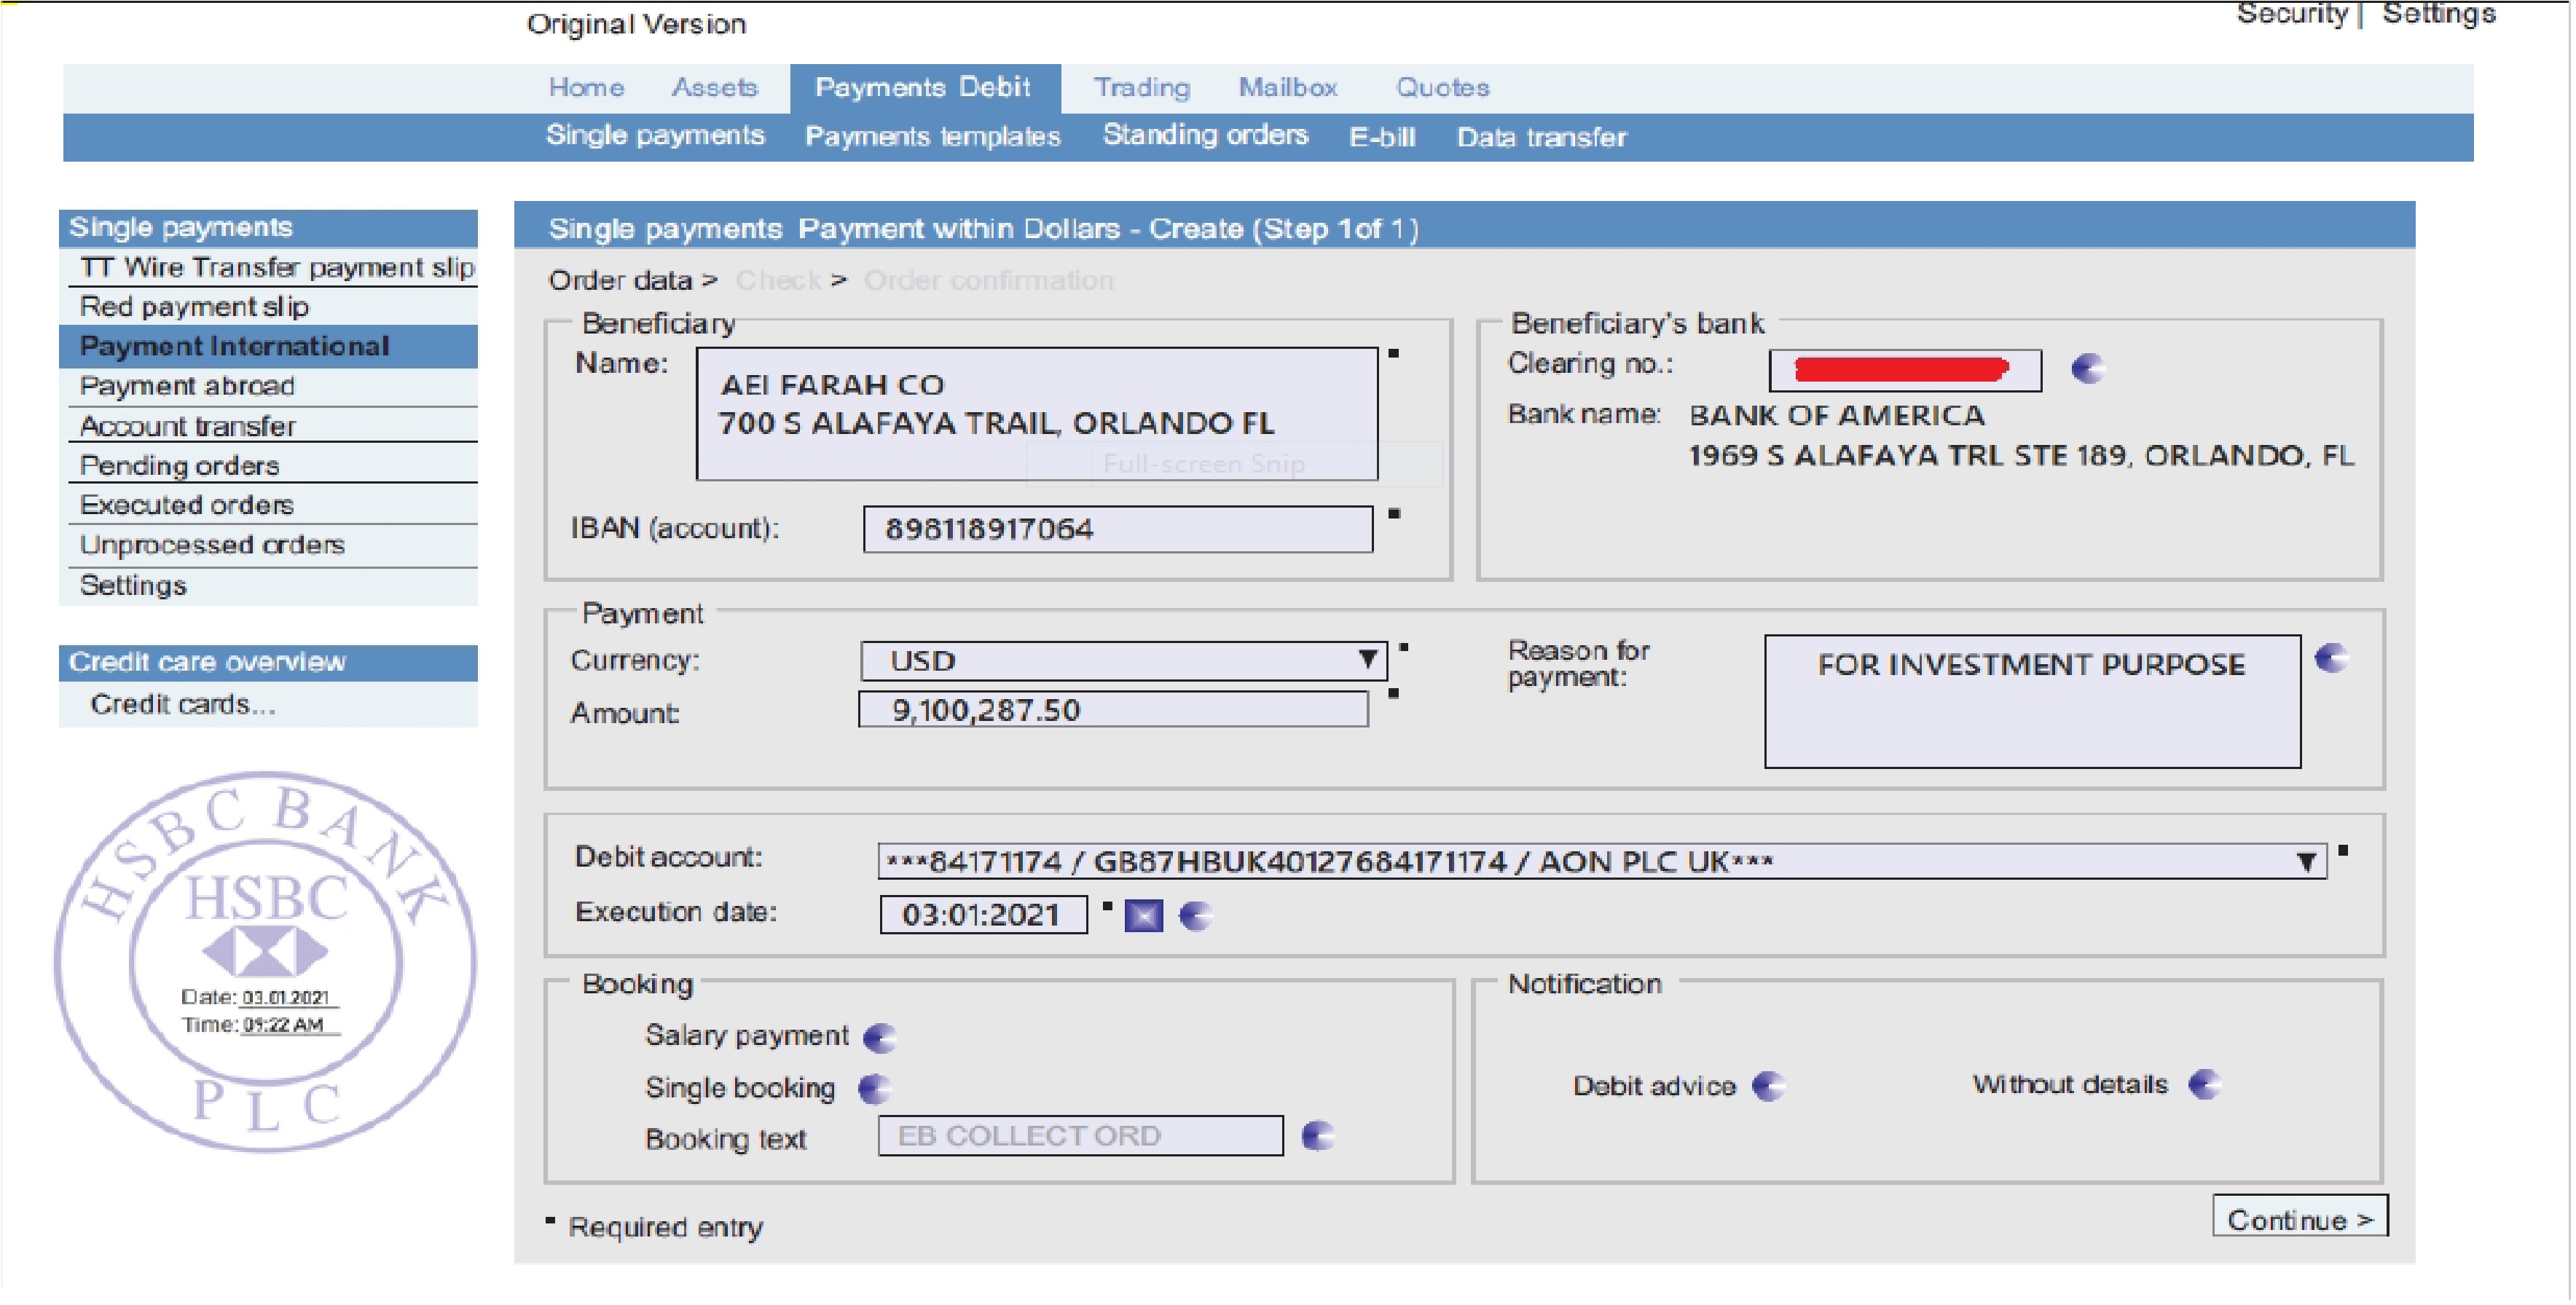 Original Version
Security | Settings
Home Assets Payments Debit Trading Mailbox Quotes
Single payments Payments templates Standing orders E-bill Data transfer
Single payments
TT Wire Transfer payment slip
Red payment slip
Payment International
Payment abroad
Account transfer
Pending orders
Executed orders
Unprocessed orders
Settings
Credit care overview
Credit cards...
HSBC BANK
HSBC
Date: 03.01.2021
Time: 09:22 AM
PLC
Single payments Payment within Dollars - Create (Step 1of 1)
Order data > Check > Order confirmation
Beneficiary
Name:
AEI FARAH CO
700 S ALAFAYA TRAIL, ORLANDO FL
Full-screen Snip
IBAN (account): 898118917064
Beneficiary's bank
Clearing no.:
Bank name: BANK OF AMERICA
1969 S ALAFAYA TRL STE 189, ORLANDO, FL
Payment
Currency: USD
Amount: 9,100,287.50
Reason for
payment:
FOR INVESTMENT PURPOSE
Debit account: ***84171174 / GB87HBUK40127684171174 / AON PLC UK***
Execution date: 03:01:2021
Booking
Salary payment
Single booking
Booking text EB COLLECT ORD
Notification
Debit advice Without details
Required entry
Continue >